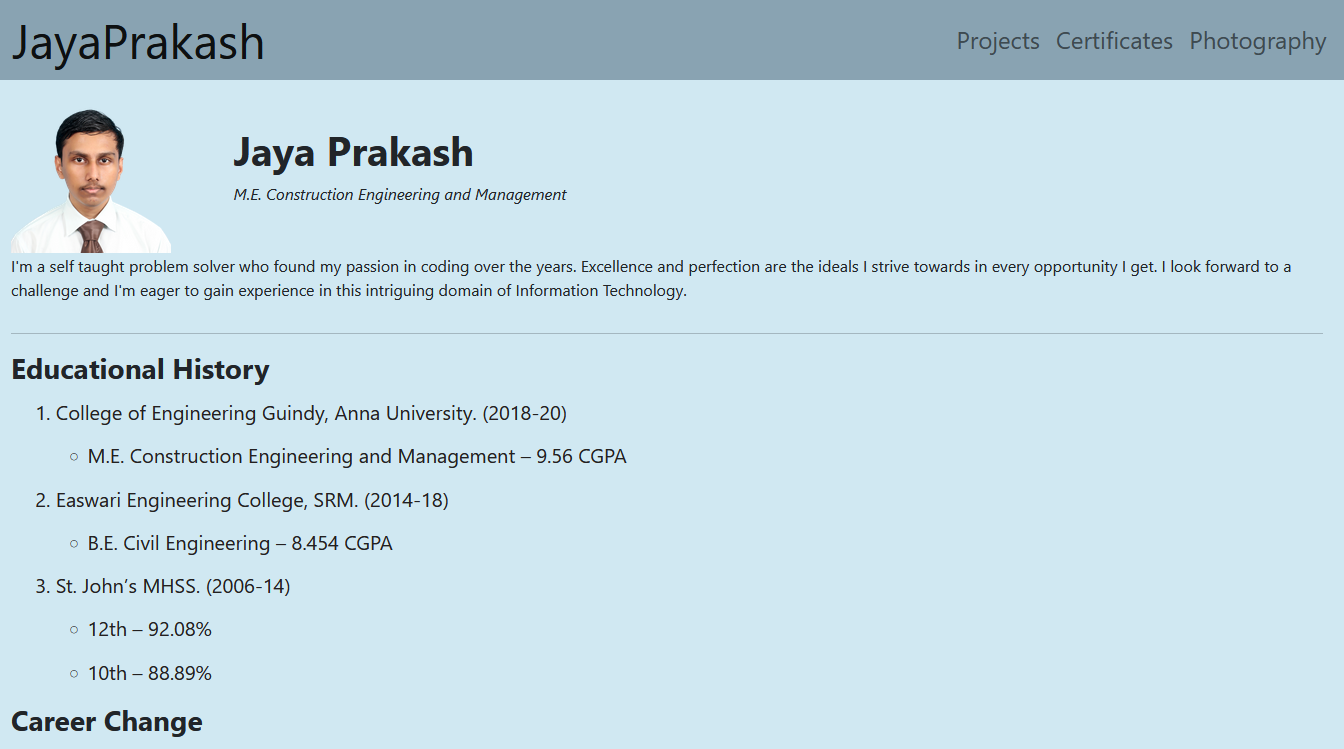 JayaPrakash
Projects Certificates Photography
Jaya Prakash
M.E. Construction Engineering and Management
I'm a self taught problem solver who found my passion in coding over the years. Excellence and perfection are the ideals I strive towards in every opportunity I get. I look forward to a
challenge and I'm eager to gain experience in this intriguing domain of Information Technology.
Educational History
1. College of Engineering Guindy, Anna University. (2018-20)
○ M.E. Construction Engineering and Management – 9.56 CGPA
2. Easwari Engineering College, SRM. (2014-18)
○ B.E. Civil Engineering – 8.454 CGPA
3. St. John’s MHSS. (2006-14)
○ 12th – 92.08%
○ 10th – 88.89%
Career Change